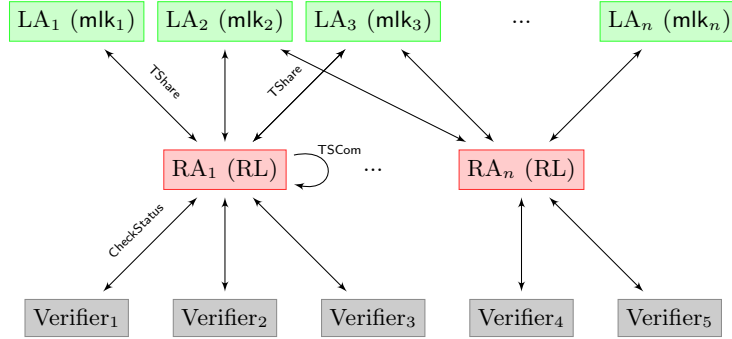 LA₁ (mlk₁) LA₂ (mlk₂) LA₃ (mlk₃) ... LAₙ (mlkₙ)
TShare TShare
TSCom
RA₁ (RL) ... RAₙ (RL)
CheckStatus
Verifier₁ Verifier₂ Verifier₃ Verifier₄ Verifier₅